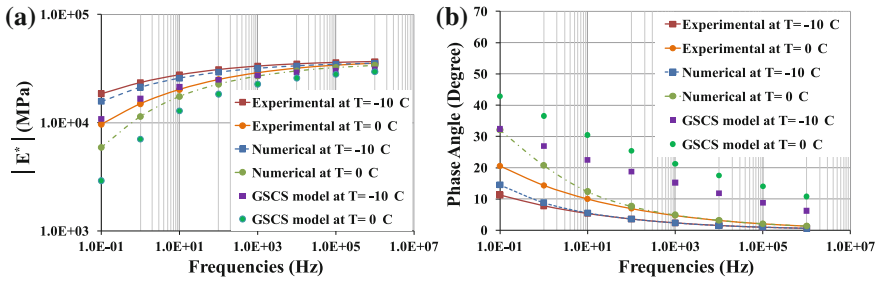 (a)
| E* | (MPa)
1.0E+05
1.0E+04
1.0E+03
Experimental at T= -10 C
Experimental at T= 0 C
Numerical at T= -10 C
Numerical at T= 0 C
GSCS model at T= -10 C
GSCS model at T= 0 C
1.0E-01 1.0E+01 1.0E+03 1.0E+05 1.0E+07
Frequencies (Hz)
(b)
Phase Angle (Degree)
70
60
50
40
30
20
10
0
Experimental at T= -10 C
Experimental at T= 0 C
Numerical at T= -10 C
Numerical at T= 0 C
GSCS model at T= -10 C
GSCS model at T= 0 C
1.0E-01 1.0E+01 1.0E+03 1.0E+05 1.0E+07
Frequencies (Hz)